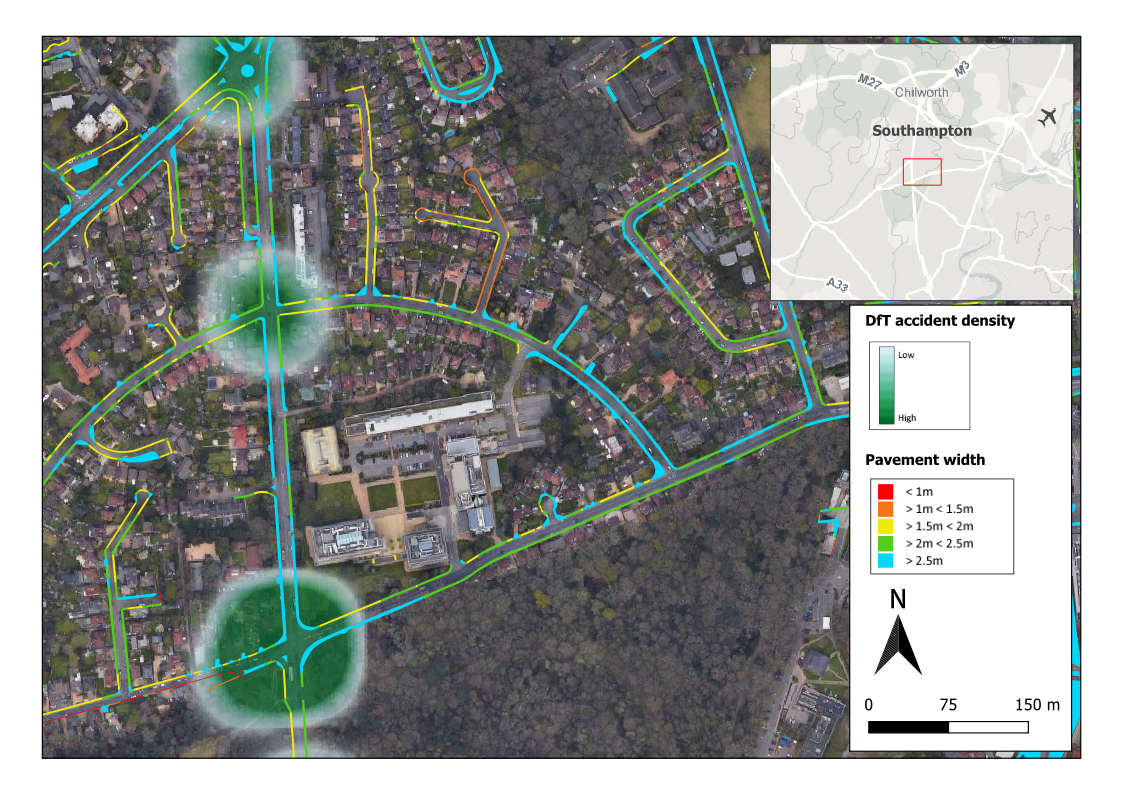 M27
M3
Chilworth
Southampton
A33
DfT accident density
Low
High
Pavement width
< 1m
> 1m < 1.5m
> 1.5m < 2m
> 2m < 2.5m
> 2.5m
N
0 75 150 m